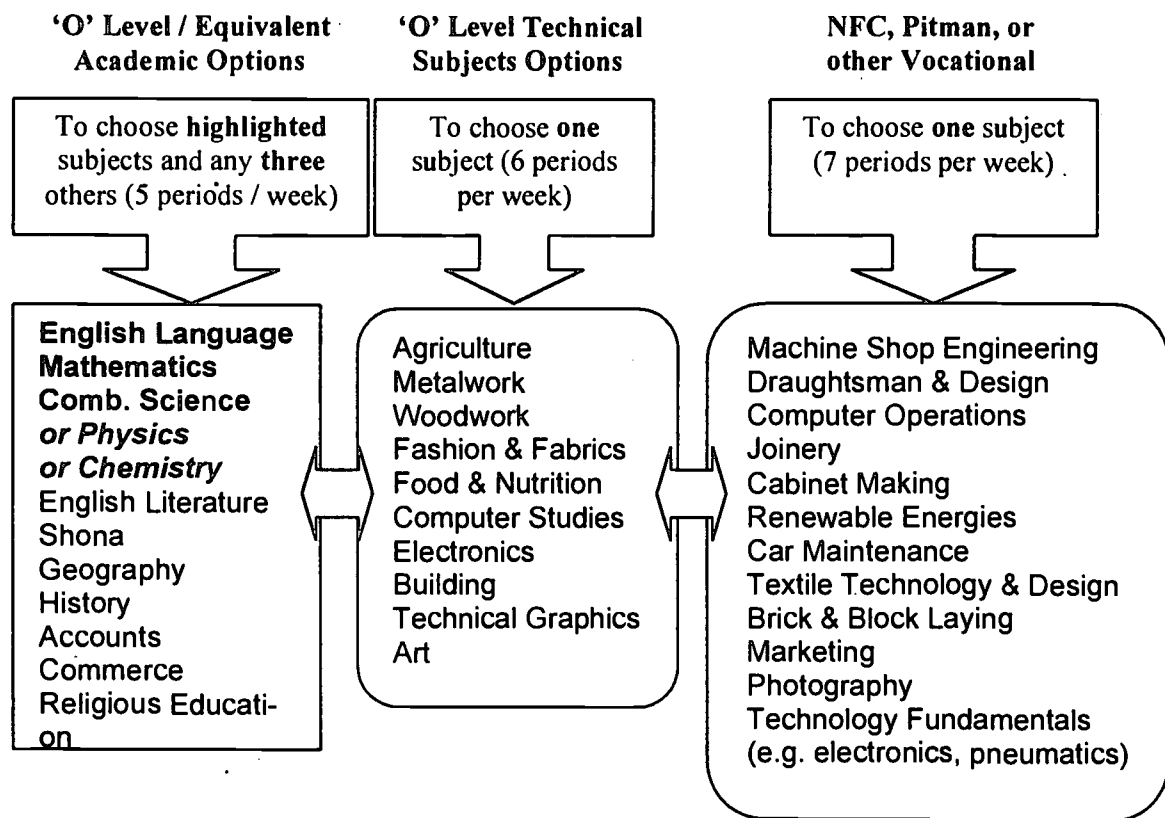 ‘O’ Level / Equivalent
Academic Options
‘O’ Level Technical
Subjects Options
NFC, Pitman, or
other Vocational
To choose highlighted
subjects and any three
others (5 periods / week)
To choose one
subject (6 periods
per week)
To choose one subject
(7 periods per week)
English Language
Mathematics
Comb. Science
or Physics
or Chemistry
English Literature
Shona
Geography
History
Accounts
Commerce
Religious Educati-
on
Agriculture
Metalwork
Woodwork
Fashion & Fabrics
Food & Nutrition
Computer Studies
Electronics
Building
Technical Graphics
Art
Machine Shop Engineering
Draughtsman & Design
Computer Operations
Joinery
Cabinet Making
Renewable Energies
Car Maintenance
Textile Technology & Design
Brick & Block Laying
Marketing
Photography
Technology Fundamentals
(e.g. electronics, pneumatics)